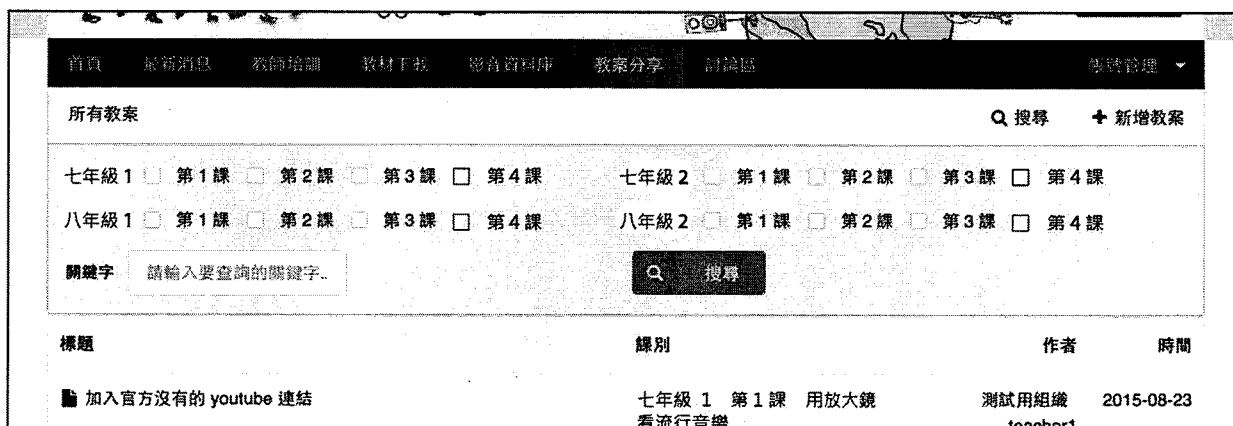 首頁 最新消息 教師培訓 教材下載 影音資料庫 教案分享 討論區 帳號管理
所有教案 搜尋 新增教案
七年級 1 第 1 課 第 2 課 第 3 課 第 4 課 七年級 2 第 1 課 第 2 課 第 3 課 第 4 課
八年級 1 第 1 課 第 2 課 第 3 課 第 4 課 八年級 2 第 1 課 第 2 課 第 3 課 第 4 課
關鍵字 請輸入要查詢的關鍵字.. 搜尋
標題 課別 作者 時間
加入官方沒有的 youtube 連結 七年級 1 第 1 課 用放大鏡 測試用組織 2015-08-23
看流行音樂 teacher1